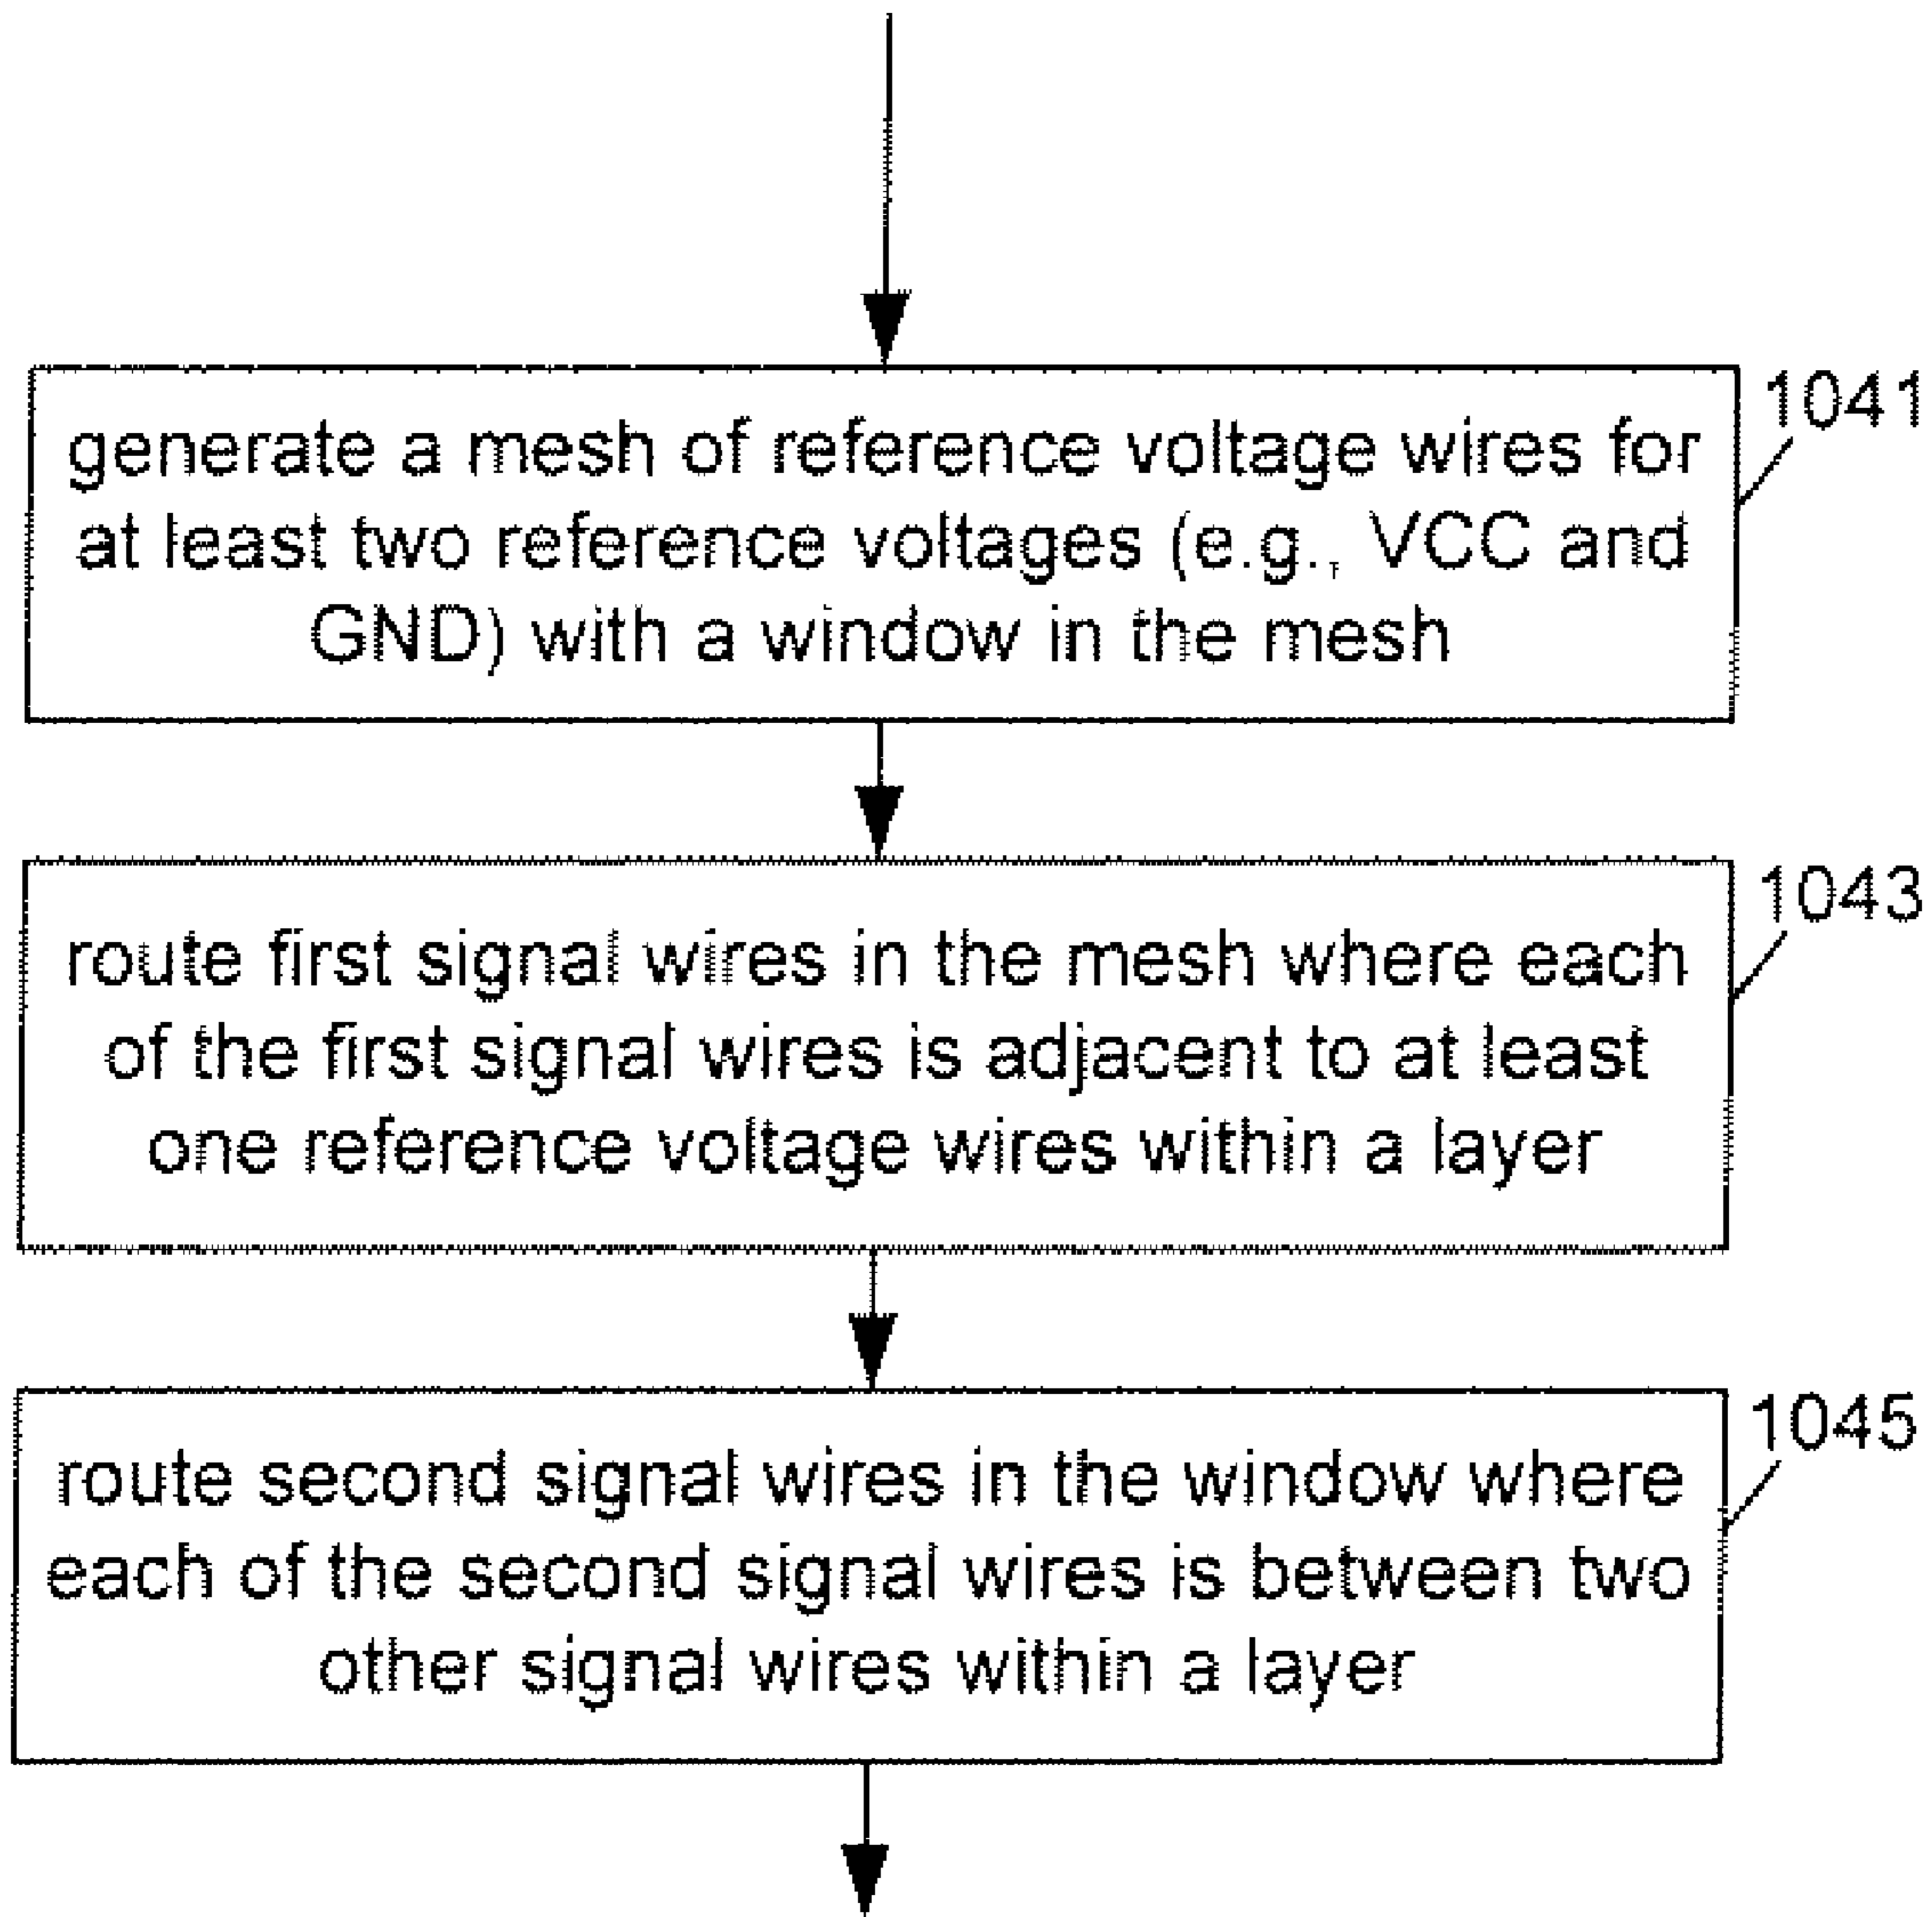 1041
generate a mesh of reference voltage wires for
at least two reference voltages (e.g., VCC and
GND) with a window in the mesh
1043
route first signal wires in the mesh where each
of the first signal wires is adjacent to at least
one reference voltage wires within a layer
1045
route second signal wires in the window where
each of the second signal wires is between two
other signal wires within a layer